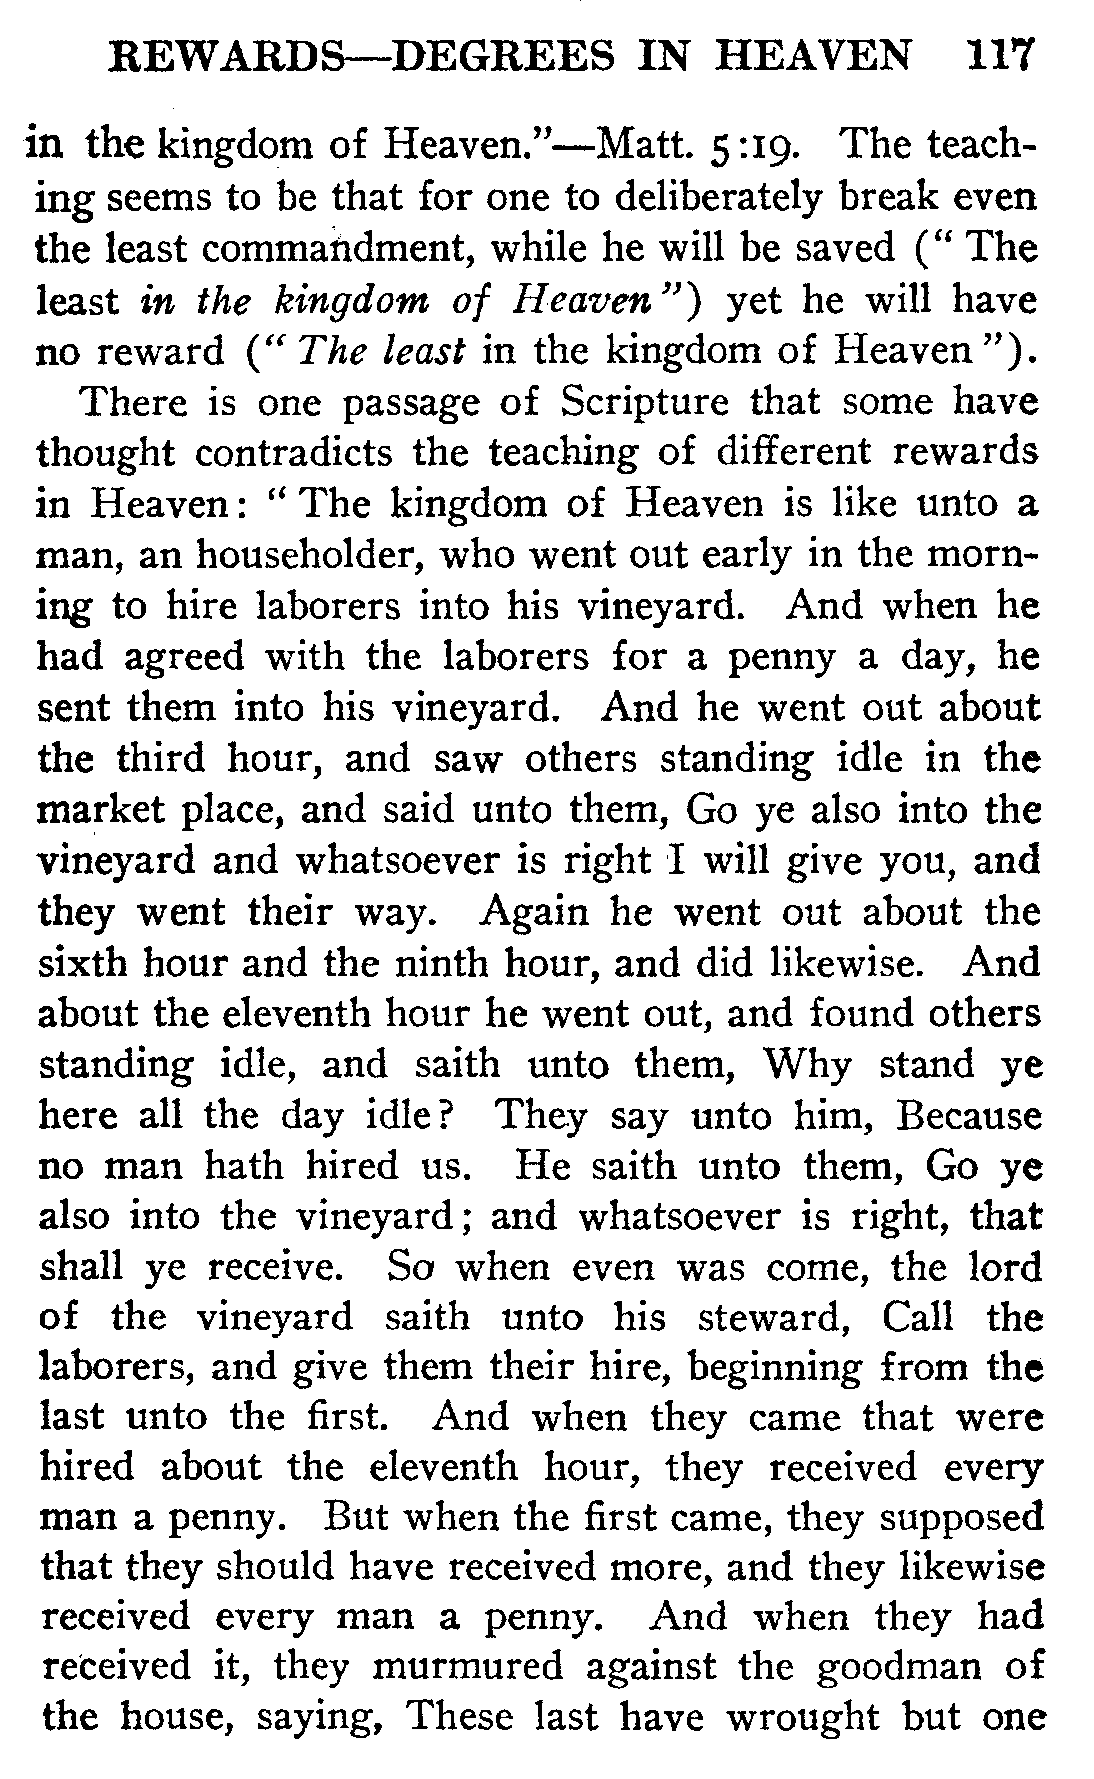 REWARDS—DEGREES IN HEAVEN 117
in the kingdom of Heaven.”—Matt. 5:19. The teach-
ing seems to be that for one to deliberately break even
the least commandment, while he will be saved (“ The
least in the kingdom of Heaven ”) yet he will have
no reward (“ The least in the kingdom of Heaven ”).
There is one passage of Scripture that some have
thought contradicts the teaching of different rewards
in Heaven: “ The kingdom of Heaven is like unto a
man, an householder, who went out early in the morn-
ing to hire laborers into his vineyard. And when he
had agreed with the laborers for a penny a day, he
sent them into his vineyard. And he went out about
the third hour, and saw others standing idle in the
market place, and said unto them, Go ye also into the
vineyard and whatsoever is right I will give you, and
they went their way. Again he went out about the
sixth hour and the ninth hour, and did likewise. And
about the eleventh hour he went out, and found others
standing idle, and saith unto them, Why stand ye
here all the day idle? They say unto him, Because
no man hath hired us. He saith unto them, Go ye
also into the vineyard; and whatsoever is right, that
shall ye receive. So when even was come, the lord
of the vineyard saith unto his steward, Call the
laborers, and give them their hire, beginning from the
last unto the first. And when they came that were
hired about the eleventh hour, they received every
man a penny. But when the first came, they supposed
that they should have received more, and they likewise
received every man a penny. And when they had
received it, they murmured against the goodman of
the house, saying, These last have wrought but one